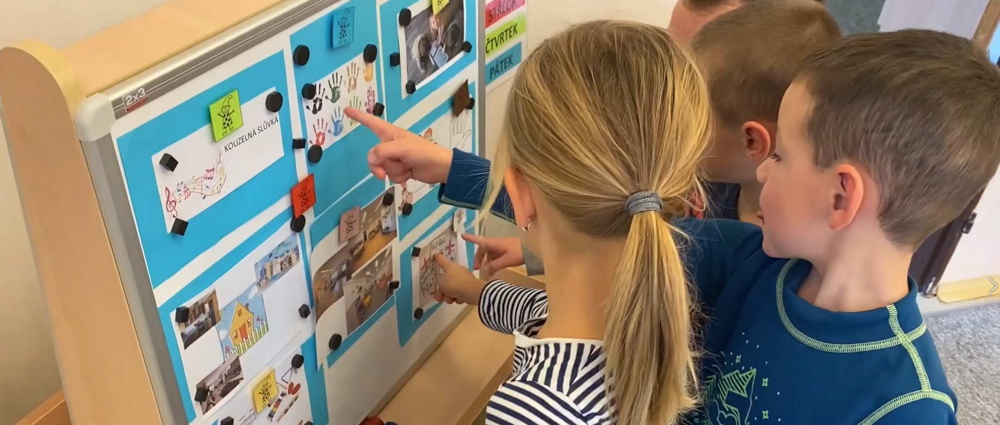 2x3
KOUZELNÁ SLŮVKA
STŘEDA
ČTVRTEK
PÁTEK